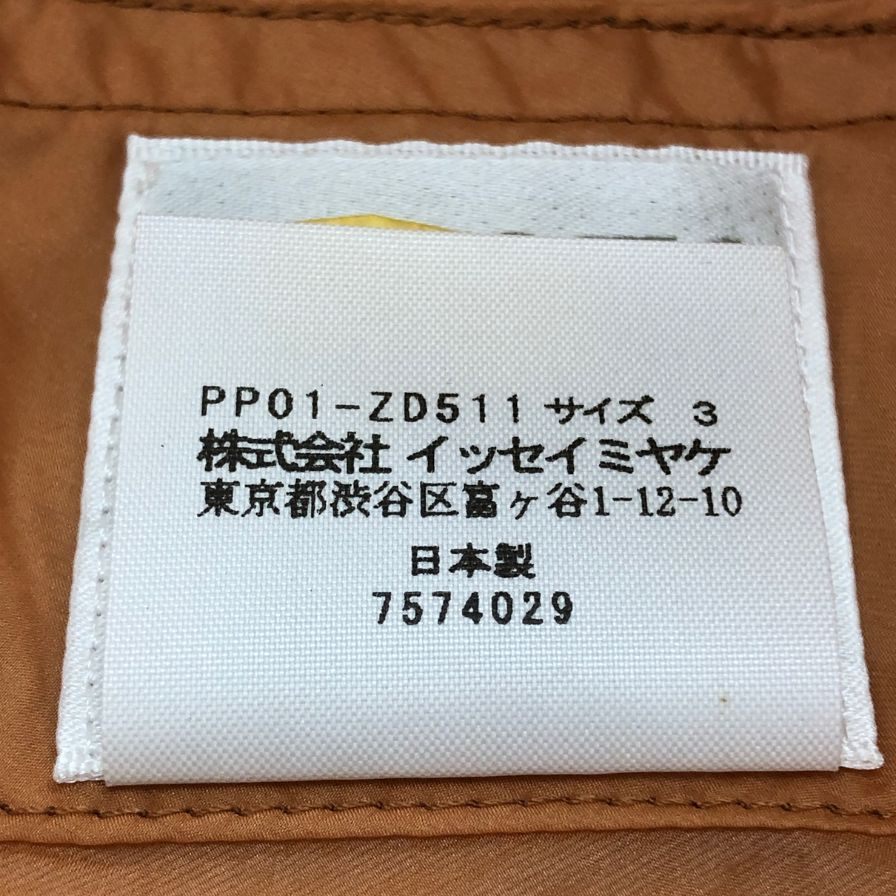 PP01-ZD511 サイズ 3
株式会社 イッセイミヤケ
東京都渋谷区富ヶ谷1-12-10
日本製
7574029